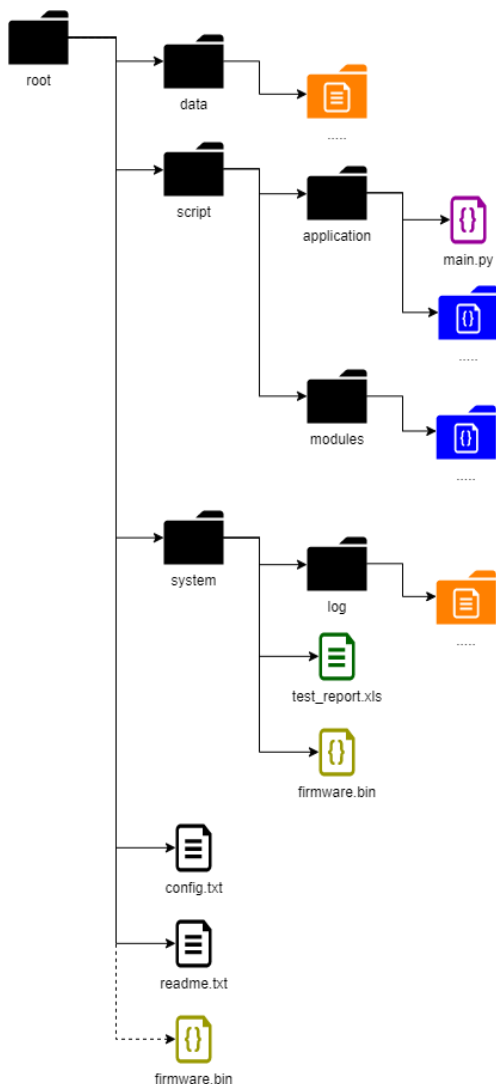 root
data
.....
script
application
main.py
.....
modules
.....
system
log
.....
test_report.xls
firmware.bin
config.txt
readme.txt
firmware.bin